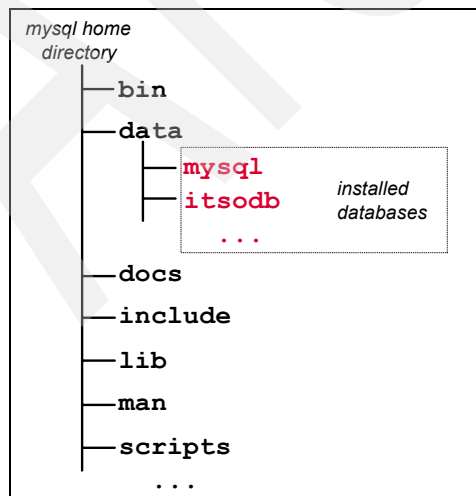 mysql home
directory
bin
data
mysql
itsodb
...
installed
databases
docs
include
lib
man
scripts
...